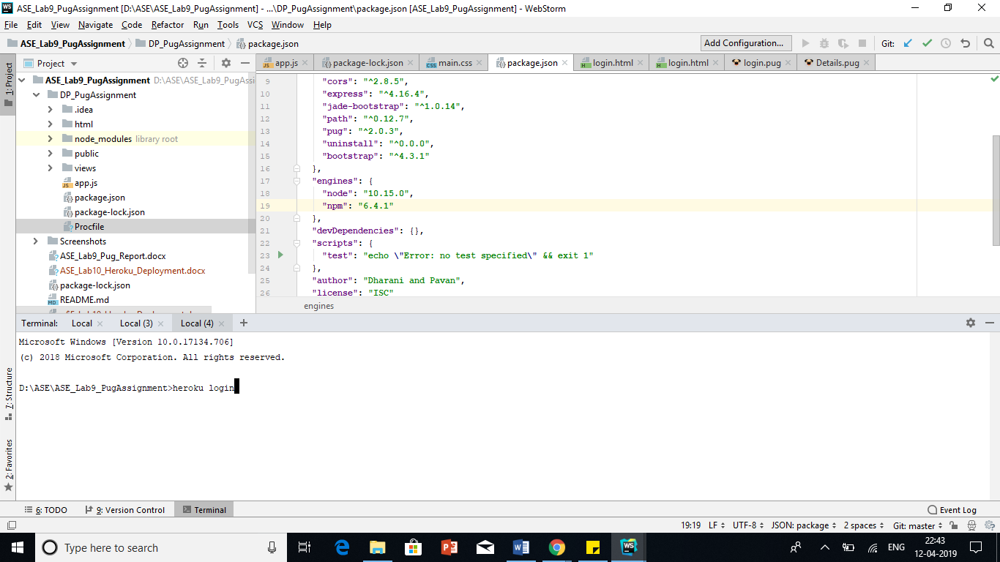 ASE_Lab9_PugAssignment [D:\ASE\ASE_Lab9_PugAssignment] - ...\DP_PugAssignment\package.json [ASE_Lab9_PugAssignment] - WebStorm
File Edit View Navigate Code Refactor Run Tools VCS Window Help
ASE_Lab9_PugAssignment DP_PugAssignment package.json Add Configuration... Git:
Project app.js package-lock.json main.css package.json login.html login.html login.pug Details.pug
1: Project
ASE_Lab9_PugAssignment D:\ASE\ASE_Lab9_PugAssi
DP_PugAssignment
.idea
html
node_modules library root
public
views
app.js
package.json
package-lock.json
Procfile
Screenshots
ASE_Lab9_Pug_Report.docx
ASE_Lab10_Heroku_Deployment.docx
package-lock.json
README.md
9 "cors": "^2.8.5",
10 "express": "^4.16.4",
11 "jade-bootstrap": "^1.0.14",
12 "path": "^0.12.7",
13 "pug": "^2.0.3",
14 "uninstall": "^0.0.0",
15 "bootstrap": "^4.3.1"
16 },
17 "engines": {
18 "node": "10.15.0",
19 "npm": "6.4.1"
20 },
21 "devDependencies": {},
22 "scripts": {
23 "test": "echo \"Error: no test specified\" && exit 1"
24 },
25 "author": "Dharani and Pavan",
26 "license": "ISC"
engines
Terminal: Local Local (3) Local (4)
Microsoft Windows [Version 10.0.17134.706]
(c) 2018 Microsoft Corporation. All rights reserved.
D:\ASE\ASE_Lab9_PugAssignment>heroku login
7: Structure
2: Favorites
6: TODO 9: Version Control Terminal Event Log
19:19 LF UTF-8 JSON: package 2 spaces Git: master
Type here to search ENG 22:43
12-04-2019